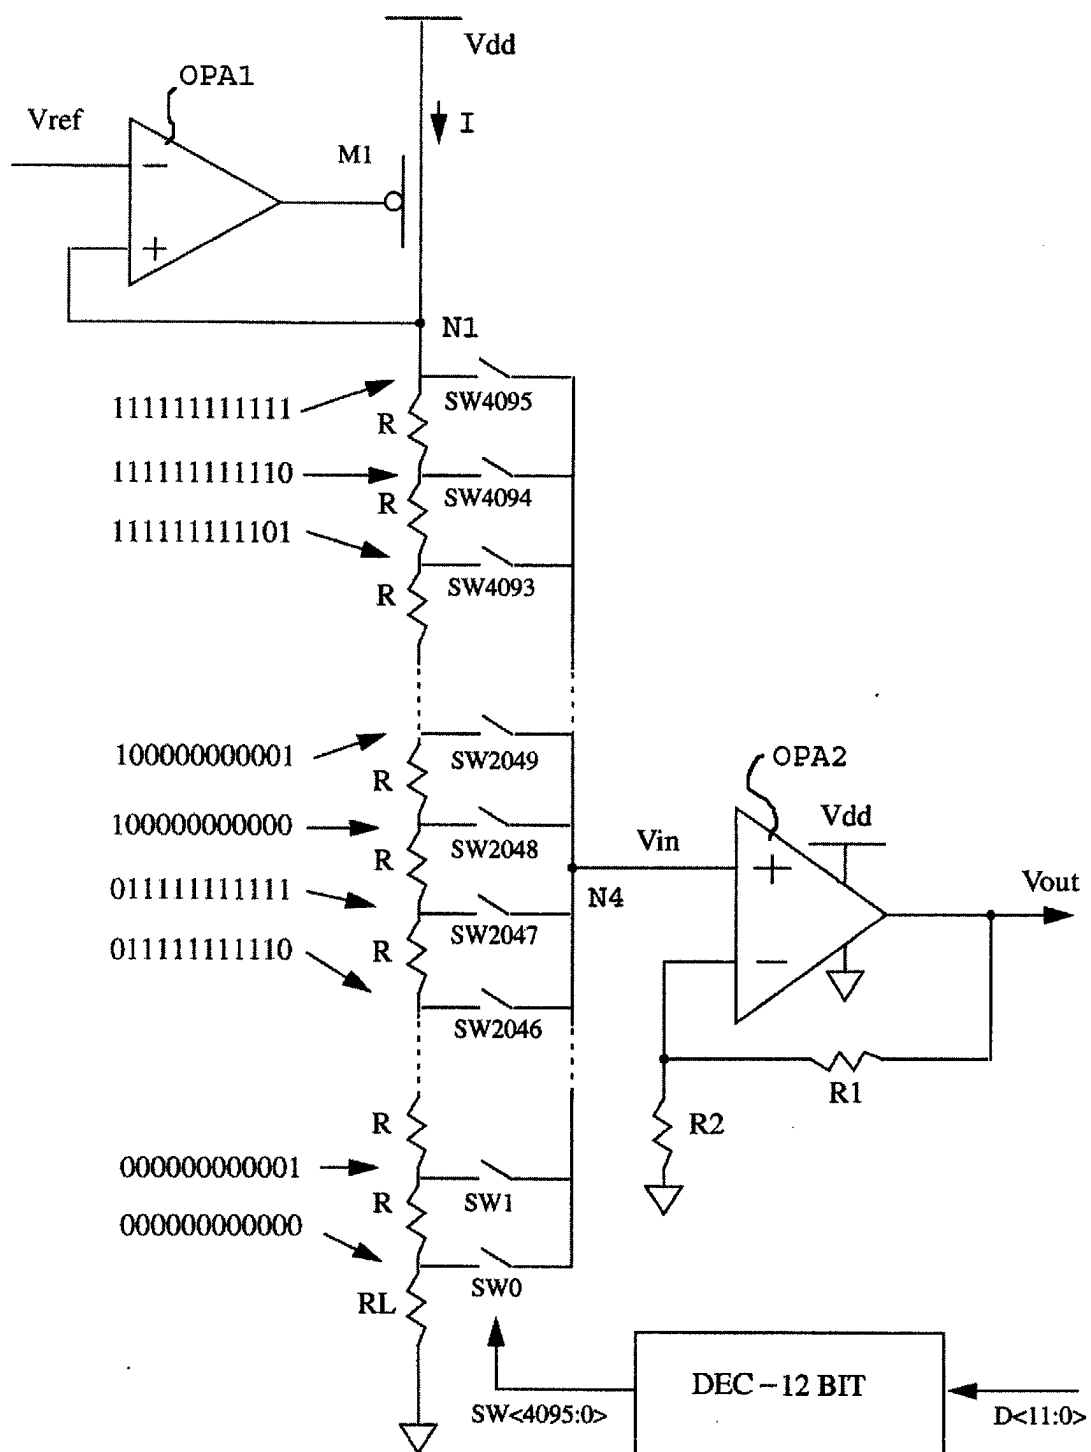 Vdd
OPA1
I
Vref
M1
−
+
N1
111111111111
SW4095
R
111111111110
SW4094
R
111111111101
SW4093
R
100000000001
SW2049
OPA2
R
Vdd
100000000000
SW2048
Vin
+
R
Vout
011111111111
SW2047
N4
R
011111111110
−
SW2046
R1
R
R2
000000000001
SW1
R
000000000000
SW0
RL
DEC − 12 BIT
SW<4095:0>
D<11:0>